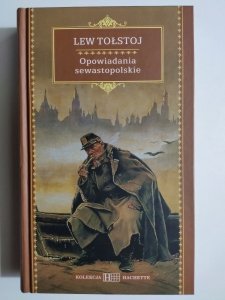 LEW TOŁSTOJ
Opowiadania
sewastopolskie
KOLEKCJA H HACHETTE